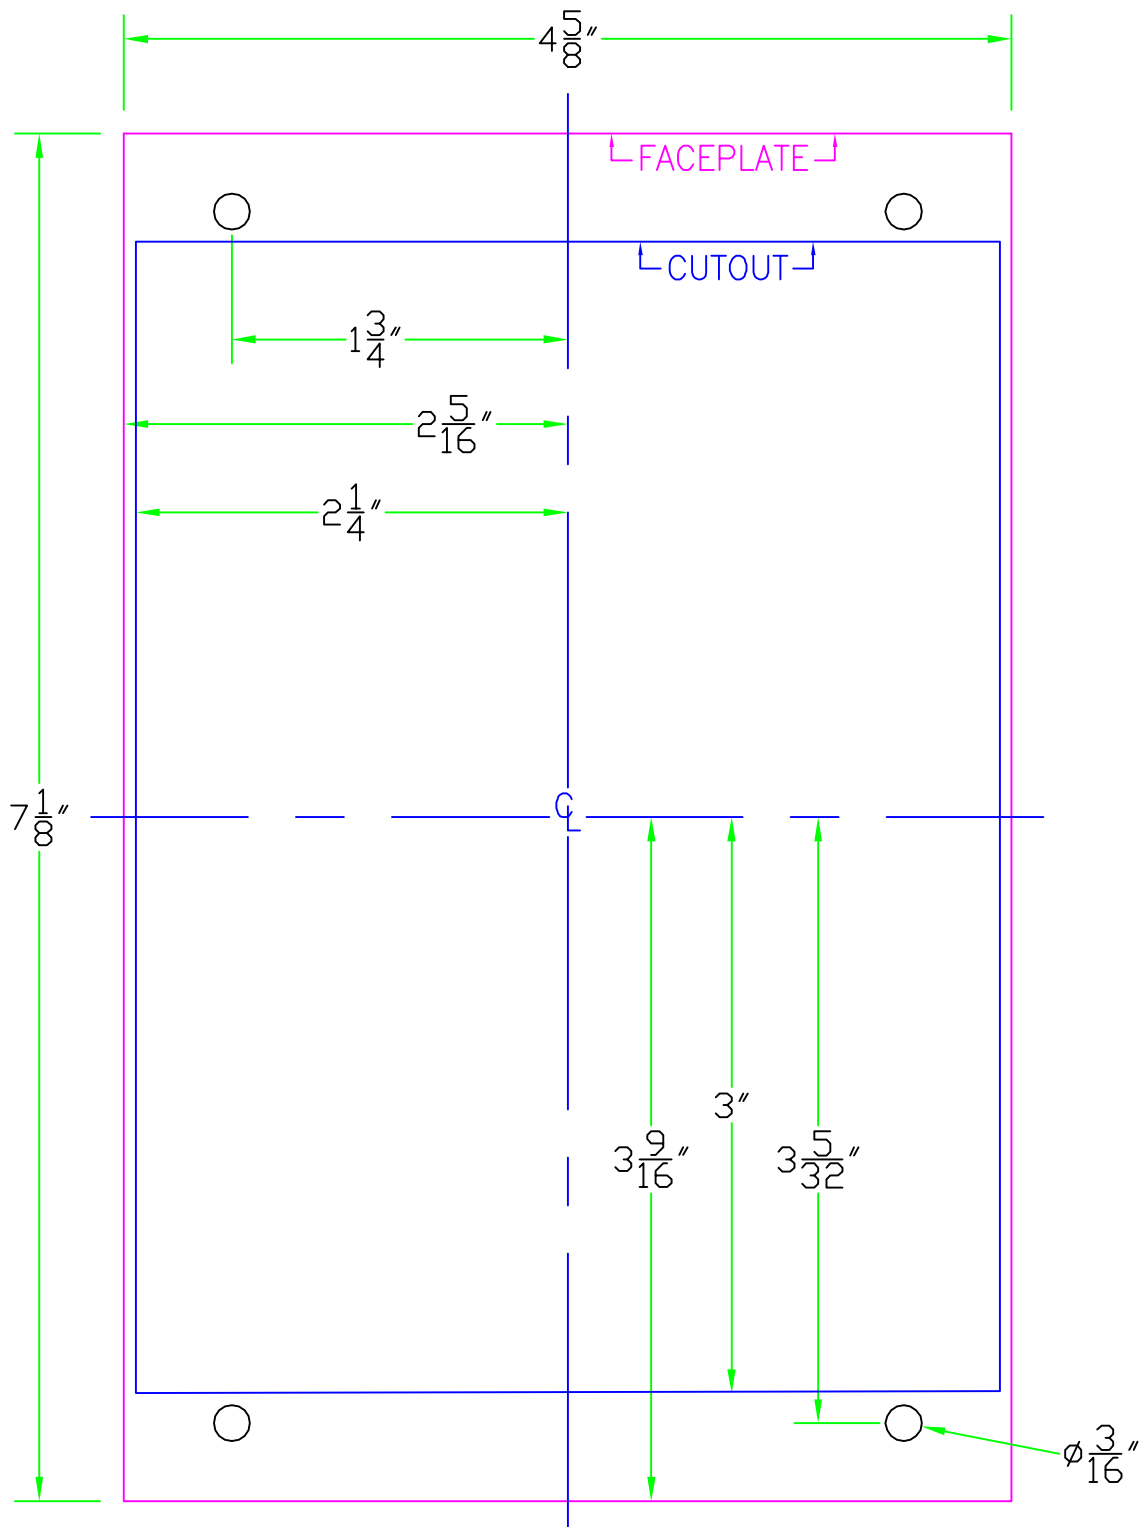 4 5/8"
FACEPLATE
CUTOUT
1 3/4"
2 5/16"
2 1/4"
7 1/8"
CL
3"
3 9/16"
3 5/32"
ø 3/16"